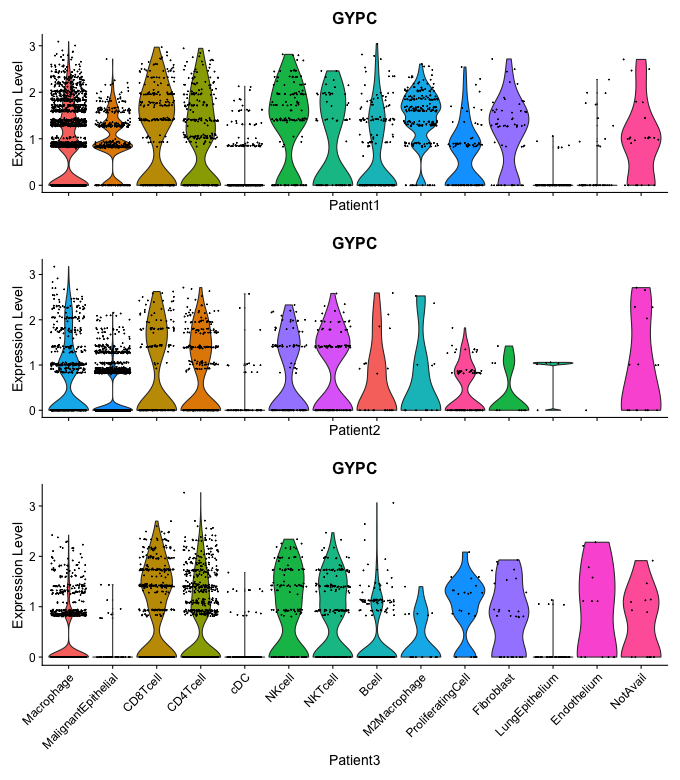 GYPC
Expression Level
3
2
1
0
Patient1
GYPC
Expression Level
3
2
1
0
Patient2
GYPC
Expression Level
3
2
1
0
Macrophage
MalignantEpithelial
CD8Tcell
CD4Tcell
cDC
NKcell
NKTcell
Bcell
M2Macrophage
ProliferatingCell
Fibroblast
LungEpithelium
Endothelium
NotAvail
Patient3